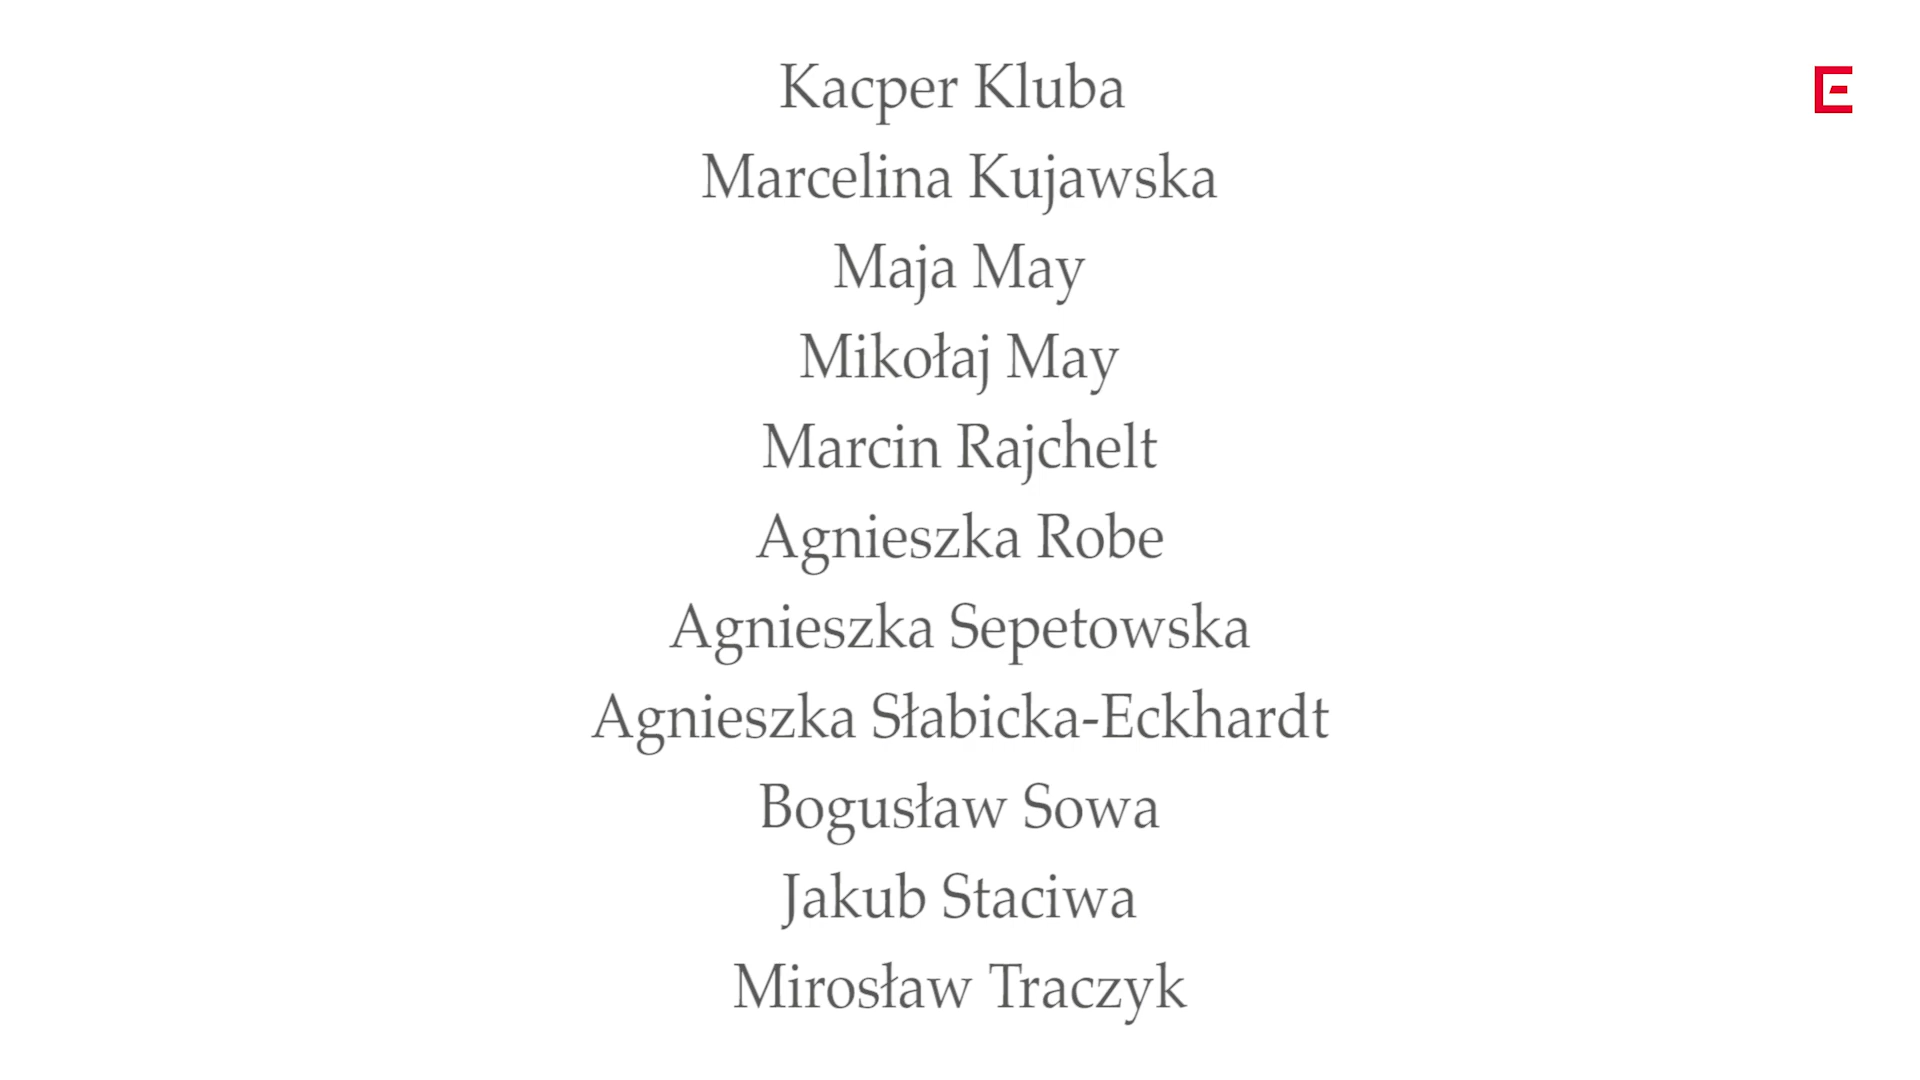 Kacper Kluba
Marcelina Kujawska
Maja May
Mikołaj May
Marcin Rajchelt
Agnieszka Robe
Agnieszka Sepetowska
Agnieszka Słabicka-Eckhardt
Bogusław Sowa
Jakub Staciwa
Mirosław Traczyk